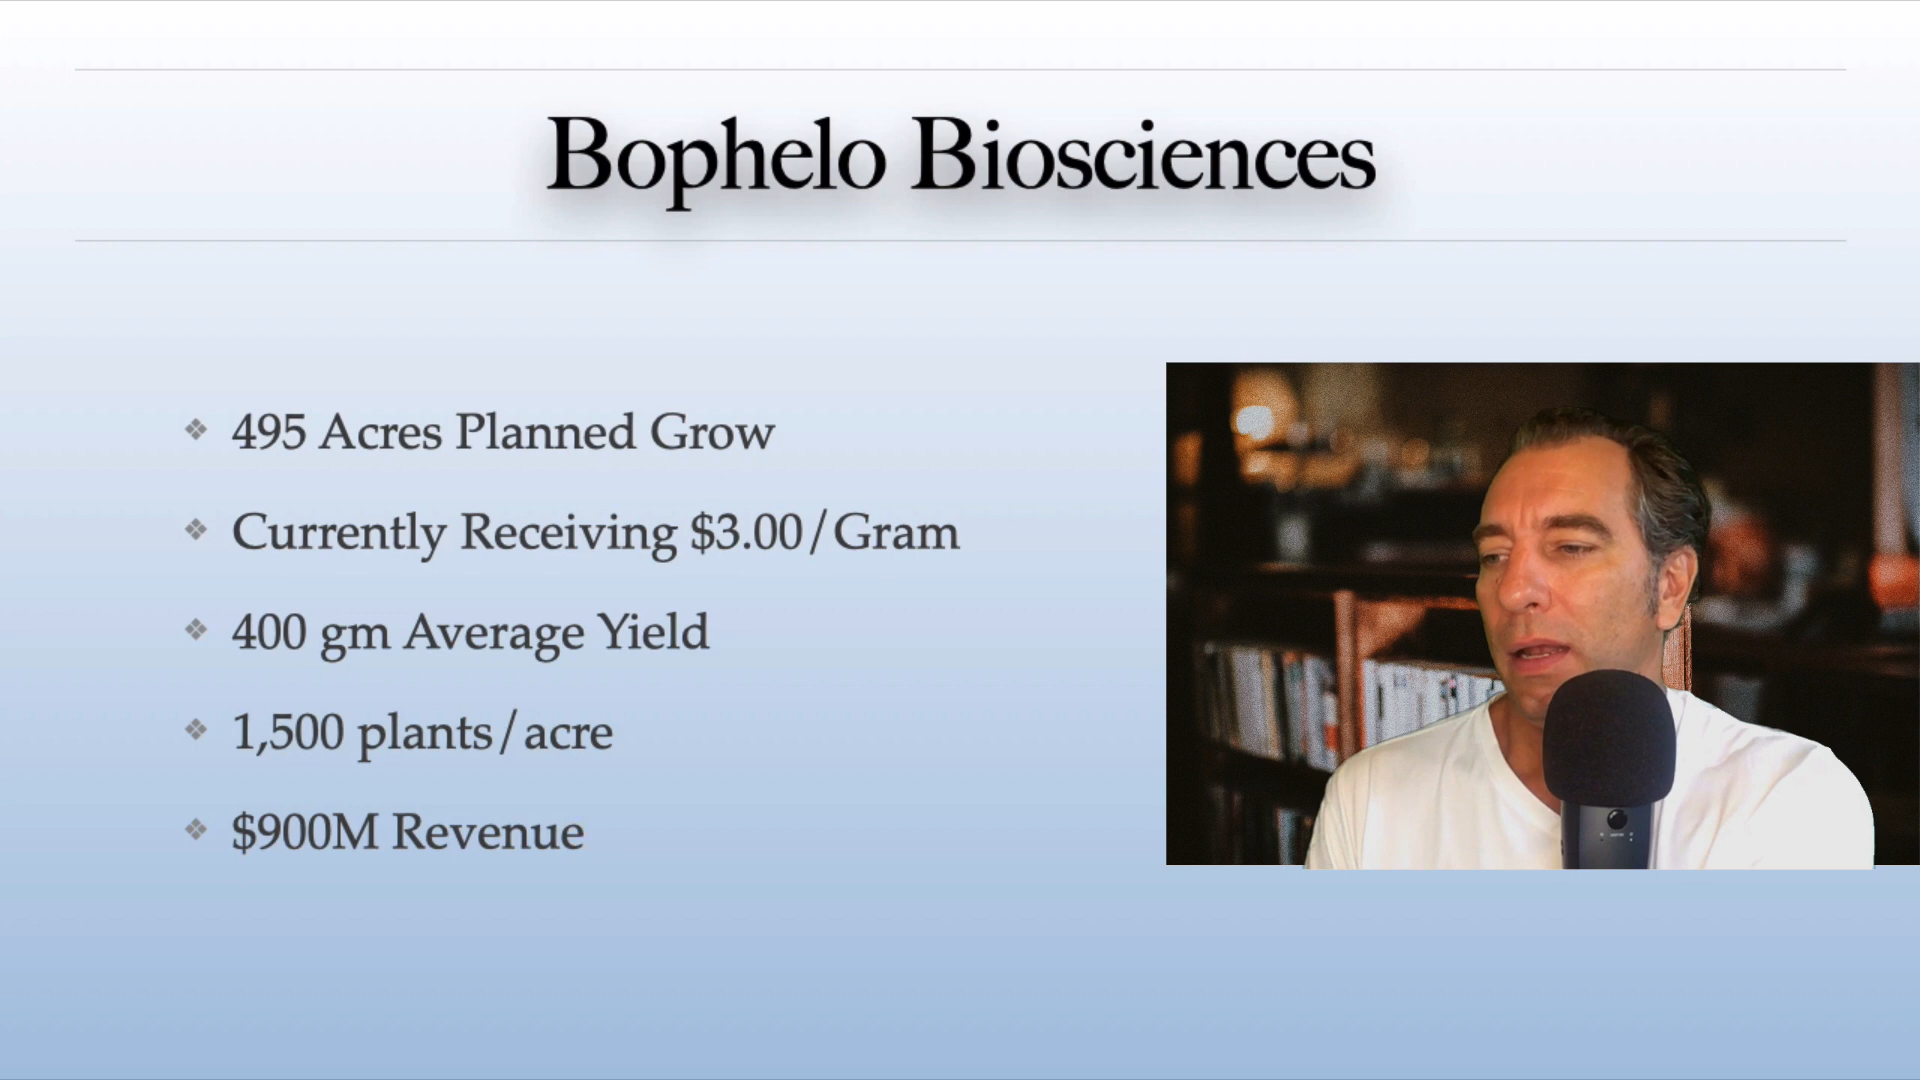 Bophelo Biosciences
495 Acres Planned Grow
Currently Receiving $3.00/Gram
400 gm Average Yield
1,500 plants/acre
$900M Revenue